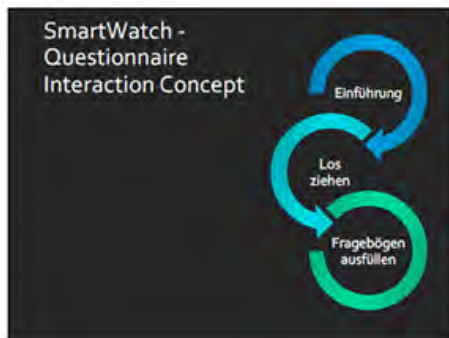 SmartWatch -
Questionnaire
Interaction Concept
Einführung
Los
ziehen
Fragebögen
ausfüllen